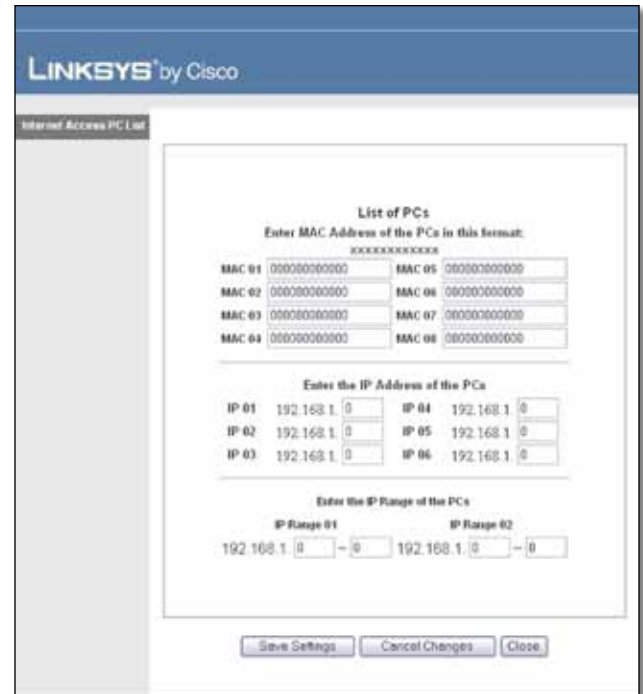 LINKSYS® by Cisco
Internet Access PC List
List of PCs
Enter MAC Address of the PCs in this format:
xxxxxxxxxxxx
MAC 01 000000000000 MAC 05 000000000000
MAC 02 000000000000 MAC 06 000000000000
MAC 03 000000000000 MAC 07 000000000000
MAC 04 000000000000 MAC 08 000000000000
Enter the IP Address of the PCs
IP 01 192.168.1. 0 IP 04 192.168.1. 0
IP 02 192.168.1. 0 IP 05 192.168.1. 0
IP 03 192.168.1. 0 IP 06 192.168.1. 0
Enter the IP Range of the PCs
IP Range 01 IP Range 02
192.168.1. 0 ~ 0 192.168.1. 0 ~ 0
Save Settings Cancel Changes Close